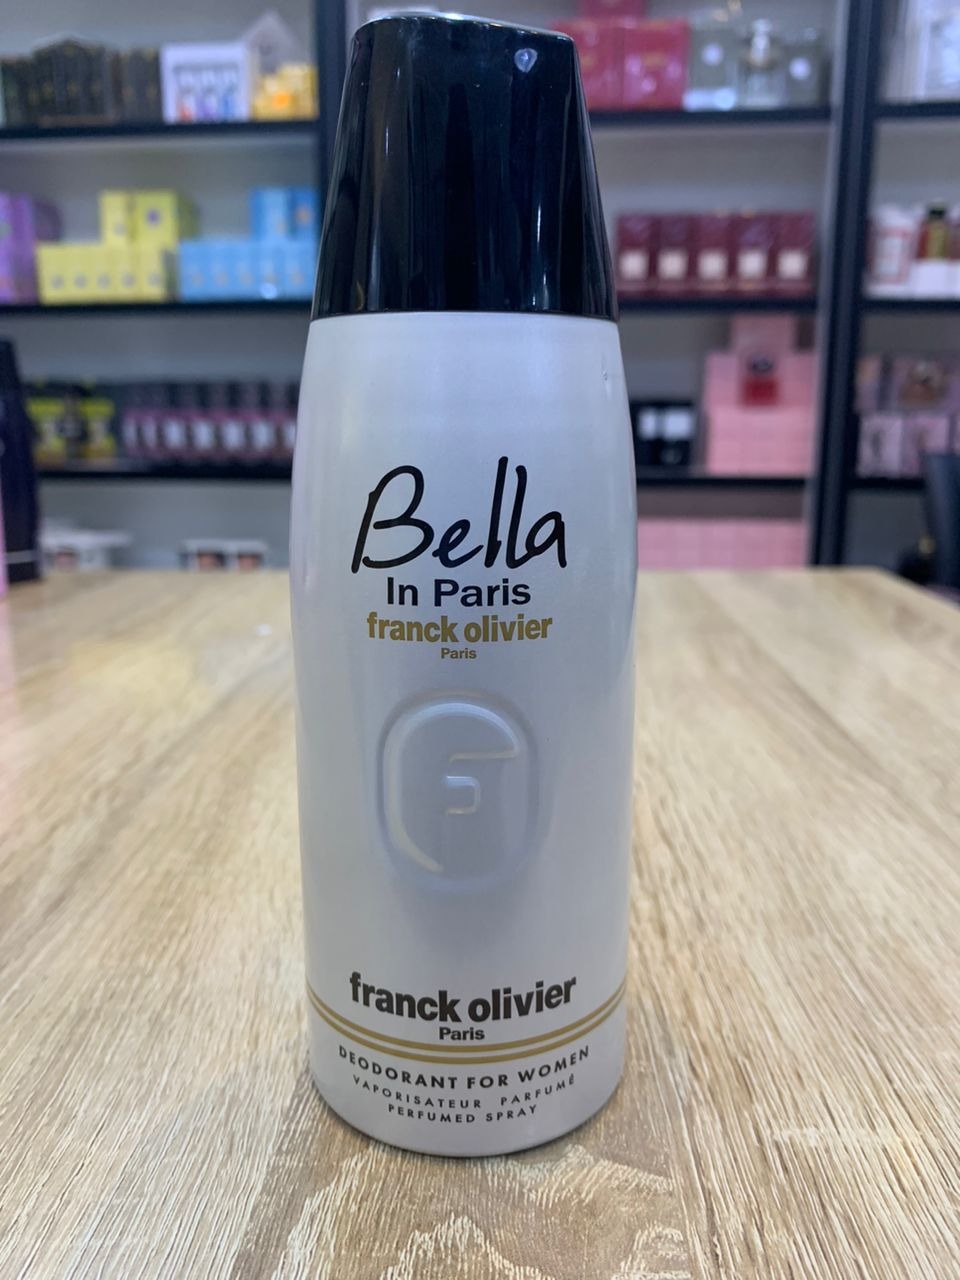 Bella
In Paris
franck olivier
Paris
F
franck olivier
Paris
DEODORANT FOR WOMEN
VAPORISATEUR PARFUMÉ
PERFUMED SPRAY